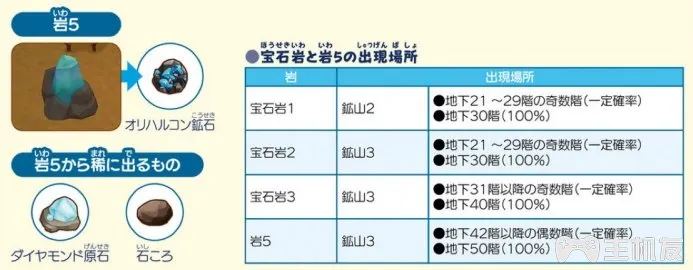 いわ
岩5
こうせき
オリハルコン鉱石
いわ まれ で
岩5から稀に出るもの
げんせき
ダイヤモンド原石
いし
石ころ
ほうせきいわ いわ しゅつげん ば しょ
●宝石岩と岩5の出現場所
岩 出現場所
宝石岩1 鉱山2 ●地下21～29階の奇数階(一定確率)
●地下30階(100%)
宝石岩2 鉱山3 ●地下21～29階の奇数階(一定確率)
●地下30階(100%)
宝石岩3 鉱山3 ●地下31階以降の奇数階(一定確率)
●地下40階(100%)
岩5 鉱山3 ●地下42階以降の偶数階(一定確率)
●地下50階(100%)
主机友